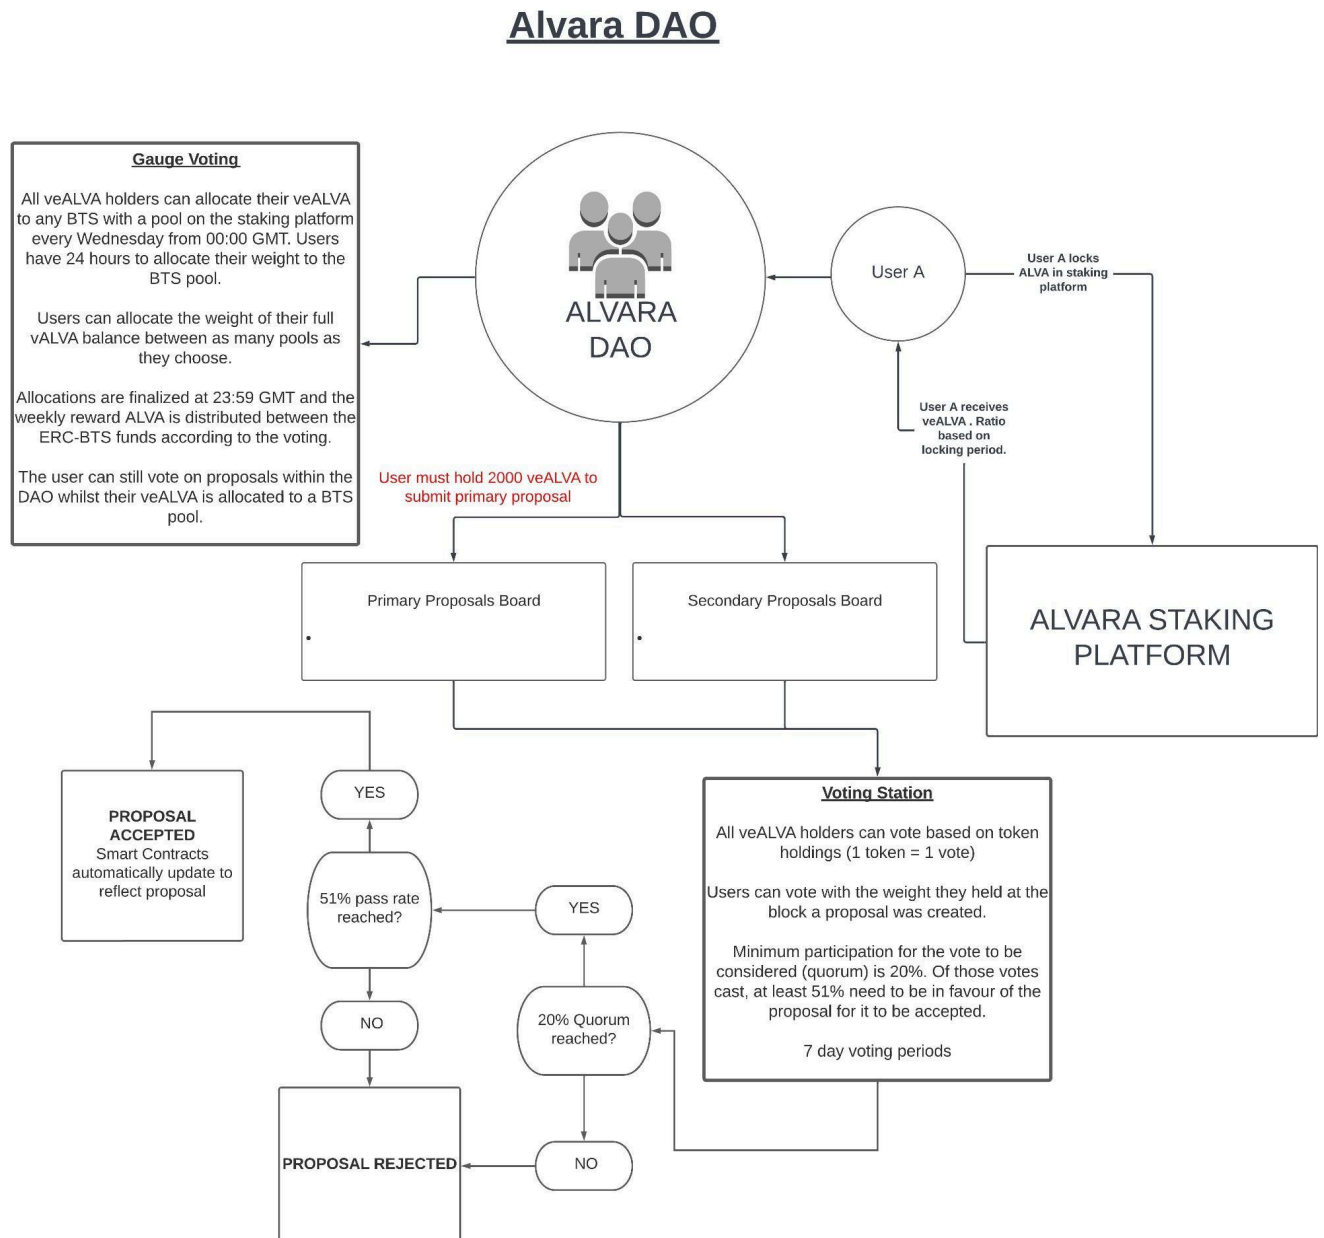 Alvara DAO
Gauge Voting
All veALVA holders can allocate their veALVA
to any BTS with a pool on the staking platform
every Wednesday from 00:00 GMT. Users
have 24 hours to allocate their weight to the
BTS pool.
Users can allocate the weight of their full
vALVA balance between as many pools as
they choose.
Allocations are finalized at 23:59 GMT and the
weekly reward ALVA is distributed between the
ERC-BTS funds according to the voting.
The user can still vote on proposals within the
DAO whilst their veALVA is allocated to a BTS
pool.
ALVARA
DAO
User A
User A locks
ALVA in staking
platform
User A receives
veALVA . Ratio
based on
locking period.
User must hold 2000 veALVA to
submit primary proposal
Primary Proposals Board
•
Secondary Proposals Board
•
ALVARA STAKING
PLATFORM
Voting Station
All veALVA holders can vote based on token
holdings (1 token = 1 vote)
Users can vote with the weight they held at the
block a proposal was created.
Minimum participation for the vote to be
considered (quorum) is 20%. Of those votes
cast, at least 51% need to be in favour of the
proposal for it to be accepted.
7 day voting periods
YES
PROPOSAL
ACCEPTED
Smart Contracts
automatically update to
reflect proposal
51% pass rate
reached?
YES
NO
20% Quorum
reached?
NO
PROPOSAL REJECTED